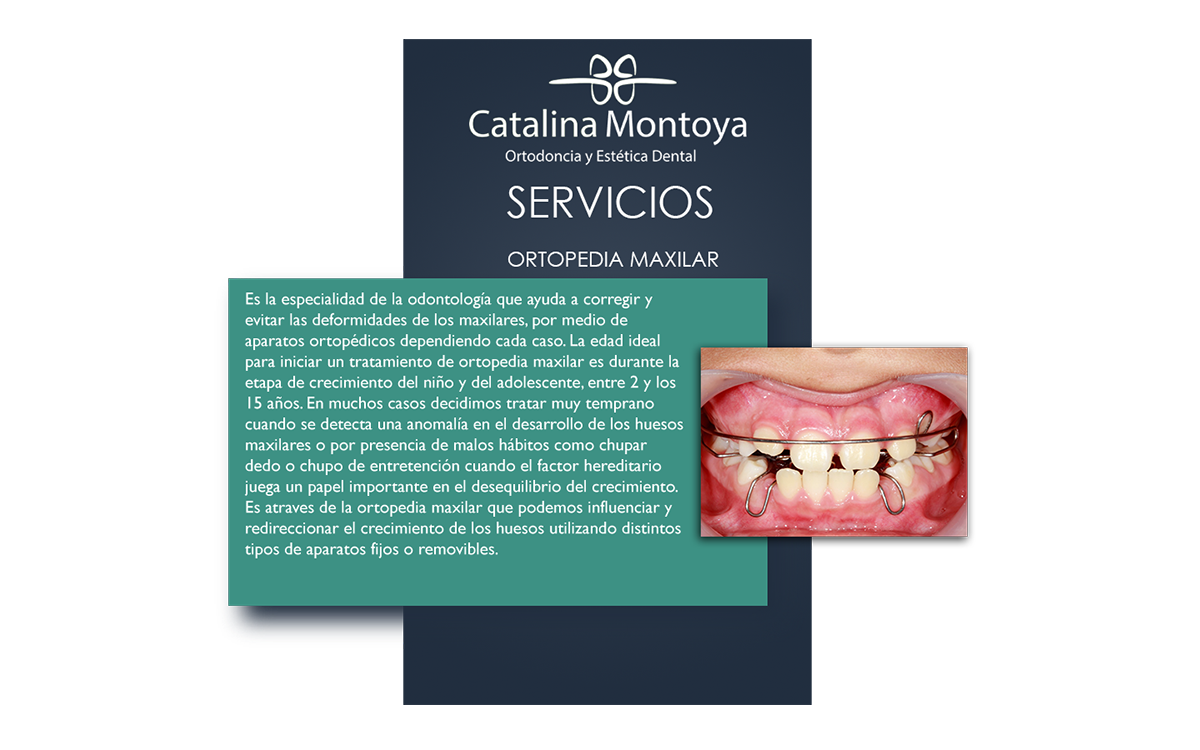 Catalina Montoya
Ortodoncia y Estética Dental
SERVICIOS
ORTOPEDIA MAXILAR
Es la especialidad de la odontología que ayuda a corregir y
evitar las deformidades de los maxilares, por medio de
aparatos ortopédicos dependiendo cada caso. La edad ideal
para iniciar un tratamiento de ortopedia maxilar es durante la
etapa de crecimiento del niño y del adolescente, entre 2 y los
15 años. En muchos casos decidimos tratar muy temprano
cuando se detecta una anomalía en el desarrollo de los huesos
maxilares o por presencia de malos hábitos como chupar
dedo o chupo de entretención cuando el factor hereditario
juega un papel importante en el desequilibrio del crecimiento.
Es atraves de la ortopedia maxilar que podemos influenciar y
redireccionar el crecimiento de los huesos utilizando distintos
tipos de aparatos fijos o removibles.